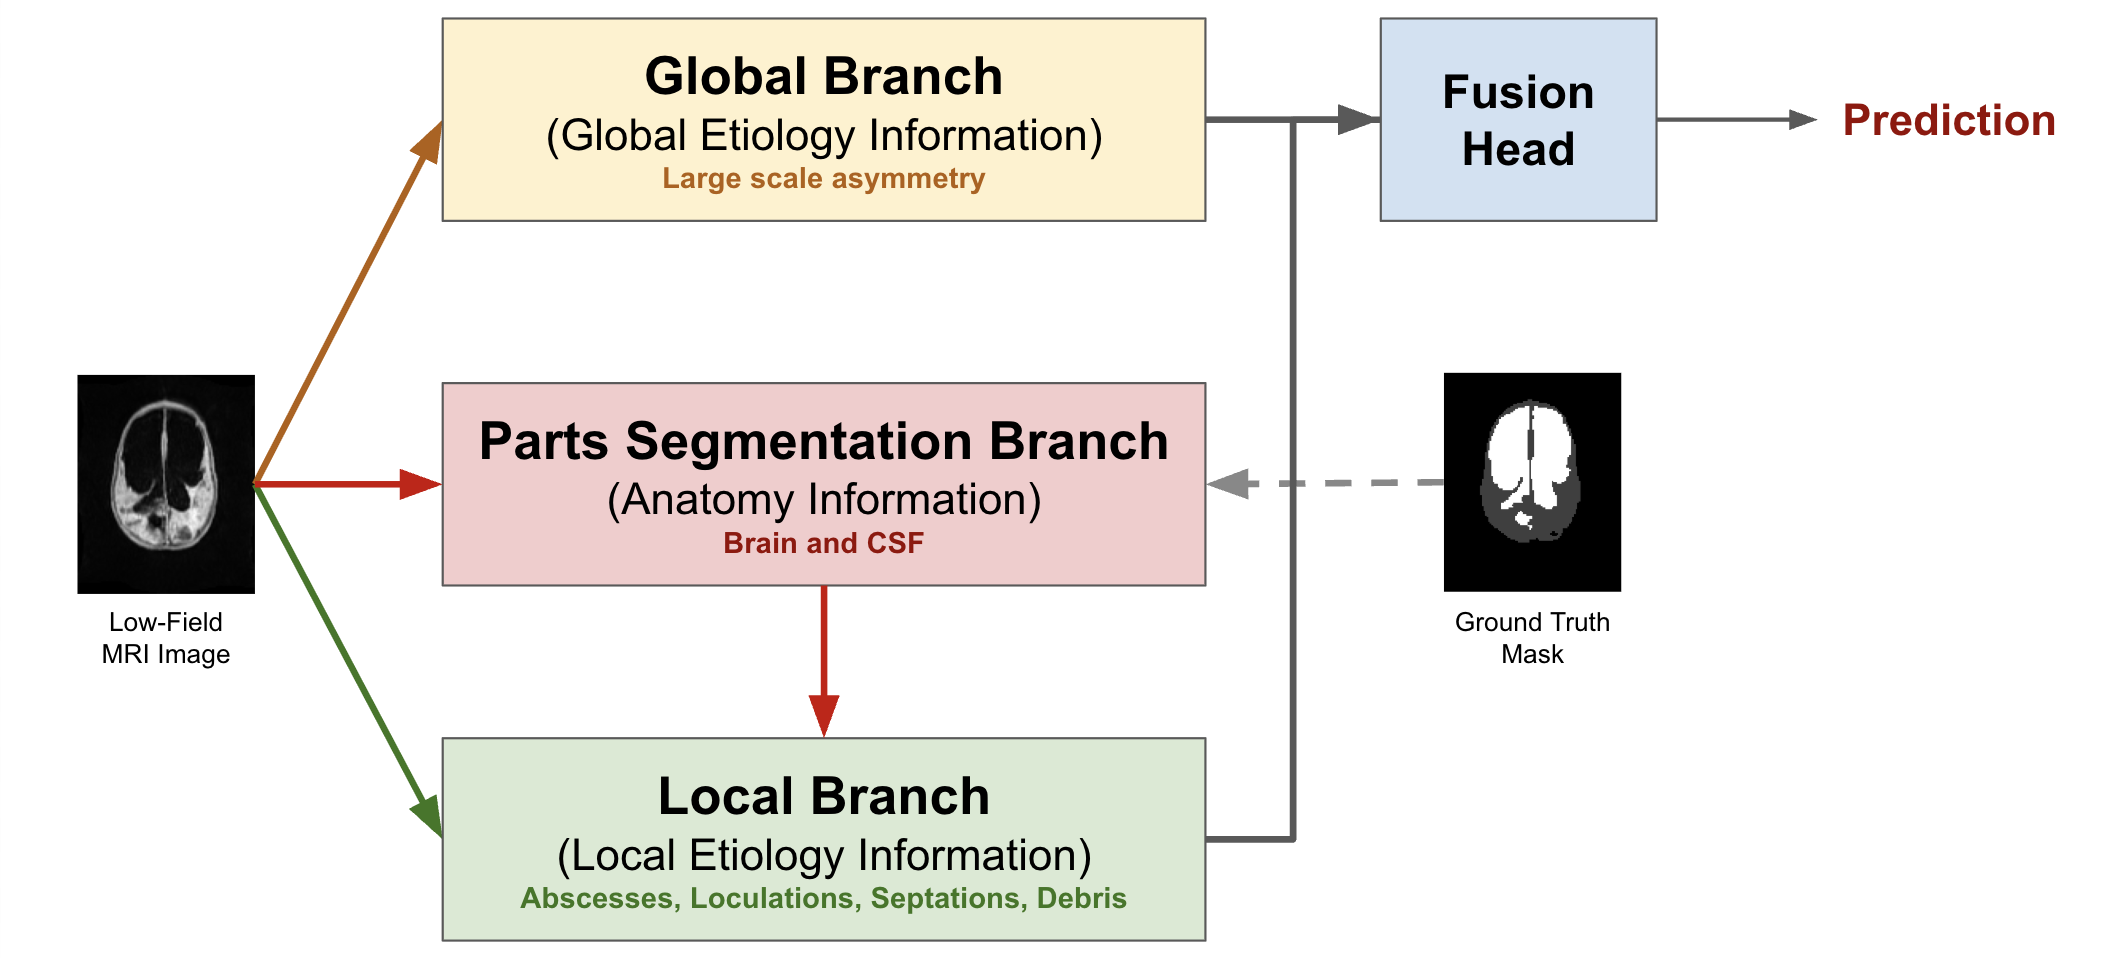 Global Branch
(Global Etiology Information)
Large scale asymmetry
Fusion
Head
Prediction
Parts Segmentation Branch
(Anatomy Information)
Brain and CSF
Low-Field
MRI Image
Ground Truth
Mask
Local Branch
(Local Etiology Information)
Abscesses, Loculations, Septations, Debris